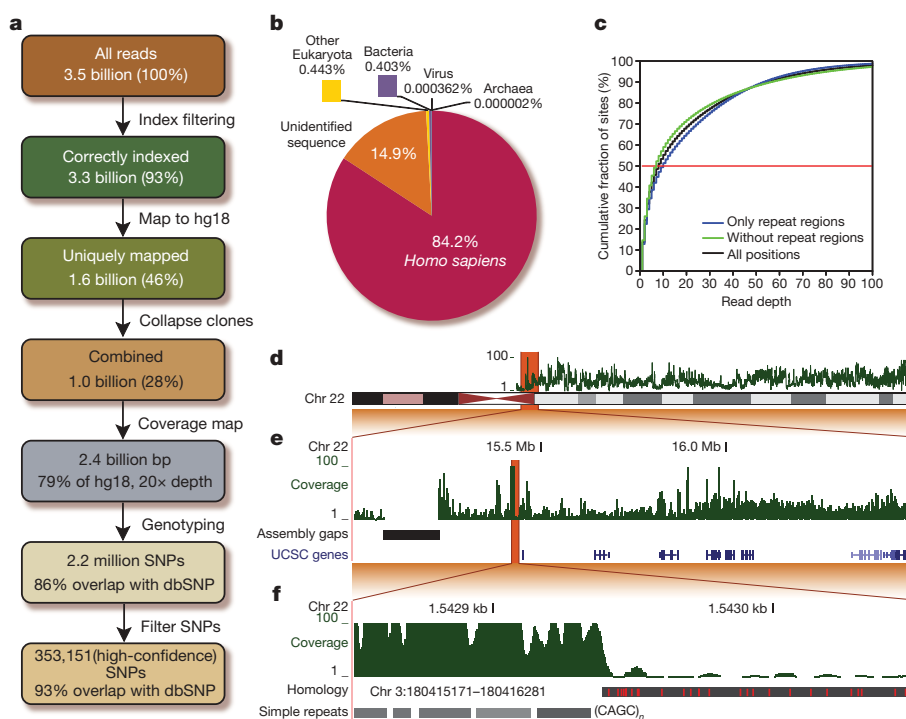 a
All reads
3.5 billion (100%)
Index filtering
Correctly indexed
3.3 billion (93%)
Map to hg18
Uniquely mapped
1.6 billion (46%)
Collapse clones
Combined
1.0 billion (28%)
Coverage map
2.4 billion bp
79% of hg18, 20× depth
Genotyping
2.2 million SNPs
86% overlap with dbSNP
Filter SNPs
353,151(high-confidence)
SNPs
93% overlap with dbSNP
b
Other
Eukaryota
0.443%
Bacteria
0.403%
Virus
0.000362%
Archaea
0.000002%
Unidentified
sequence
14.9%
84.2%
Homo sapiens
c
Cumulative fraction of sites (%)
100
90
80
70
60
50
40
30
20
10
0
Only repeat regions
Without repeat regions
All positions
0 10 20 30 40 50 60 70 80 90 100
Read depth
d
100
1
Chr 22
e
Chr 22
15.5 Mb
16.0 Mb
100
Coverage
1
Assembly gaps
UCSC genes
f
Chr 22
1.5429 kb
1.5430 kb
100
Coverage
1
Homology
Chr 3:180415171–180416281
Simple repeats
(CAGC)n